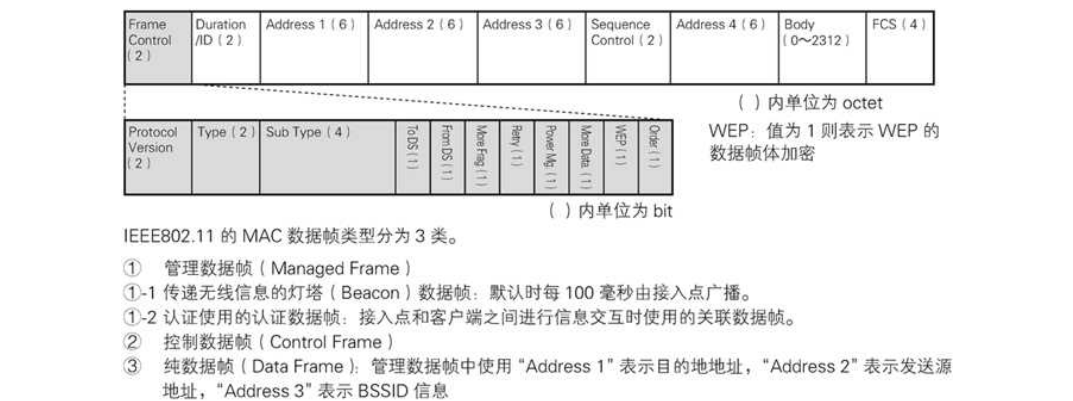 Frame Control (2)
Duration /ID (2)
Address 1 (6)
Address 2 (6)
Address 3 (6)
Sequence Control (2)
Address 4 (6)
Body (0～2312)
FCS (4)
( ) 内单位为 octet
Protocol Version (2)
Type (2)
Sub Type (4)
To DS (1)
From DS (1)
More Frag. (1)
Retry (1)
Power Mg. (1)
More Data. (1)
WEP (1)
Order (1)
WEP：值为 1 则表示 WEP 的
数据帧体加密
( ) 内单位为 bit
IEEE802.11 的 MAC 数据帧类型分为 3 类。
① 管理数据帧 ( Managed Frame )
①-1 传递无线信息的灯塔 ( Beacon ) 数据帧：默认时每 100 毫秒由接入点广播。
①-2 认证使用的认证数据帧：接入点和客户端之间进行信息交互时使用的关联数据帧。
② 控制数据帧 ( Control Frame )
③ 纯数据帧 ( Data Frame )：管理数据帧中使用 “Address 1” 表示目的地地址，“Address 2” 表示发送源
地址，“Address 3” 表示 BSSID 信息